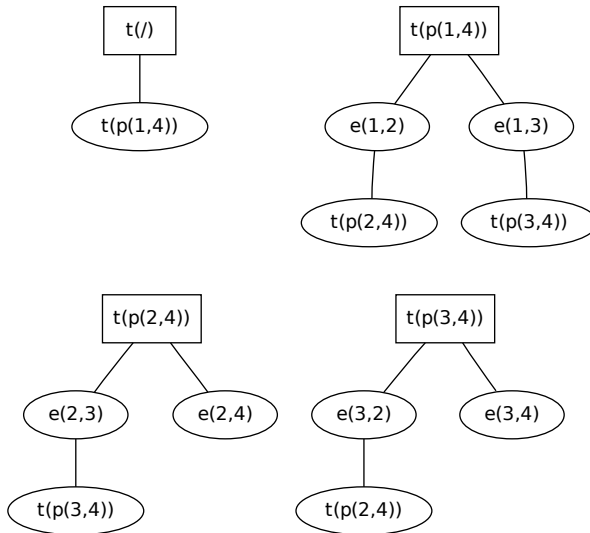 t(/)
t(p(1,4))
t(p(1,4))
e(1,2)
e(1,3)
t(p(2,4))
t(p(3,4))
t(p(2,4))
e(2,3)
e(2,4)
t(p(3,4))
t(p(3,4))
e(3,2)
e(3,4)
t(p(2,4))